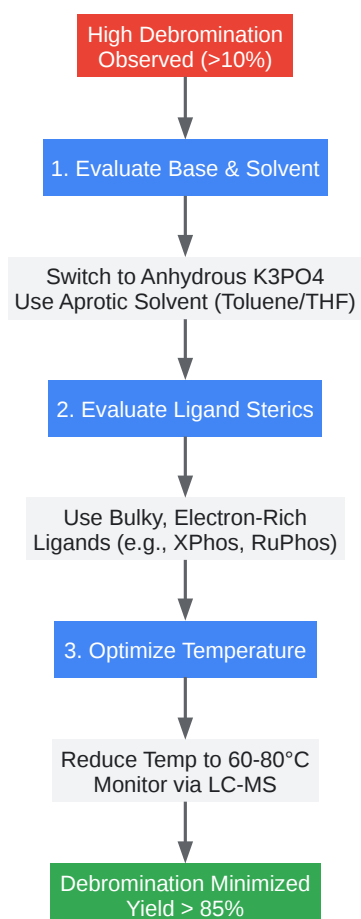 High Debromination
Observed (>10%)
1. Evaluate Base & Solvent
Switch to Anhydrous K3PO4
Use Aprotic Solvent (Toluene/THF)
2. Evaluate Ligand Sterics
Use Bulky, Electron-Rich
Ligands (e.g., XPhos, RuPhos)
3. Optimize Temperature
Reduce Temp to 60-80°C
Monitor via LC-MS
Debromination Minimized
Yield > 85%